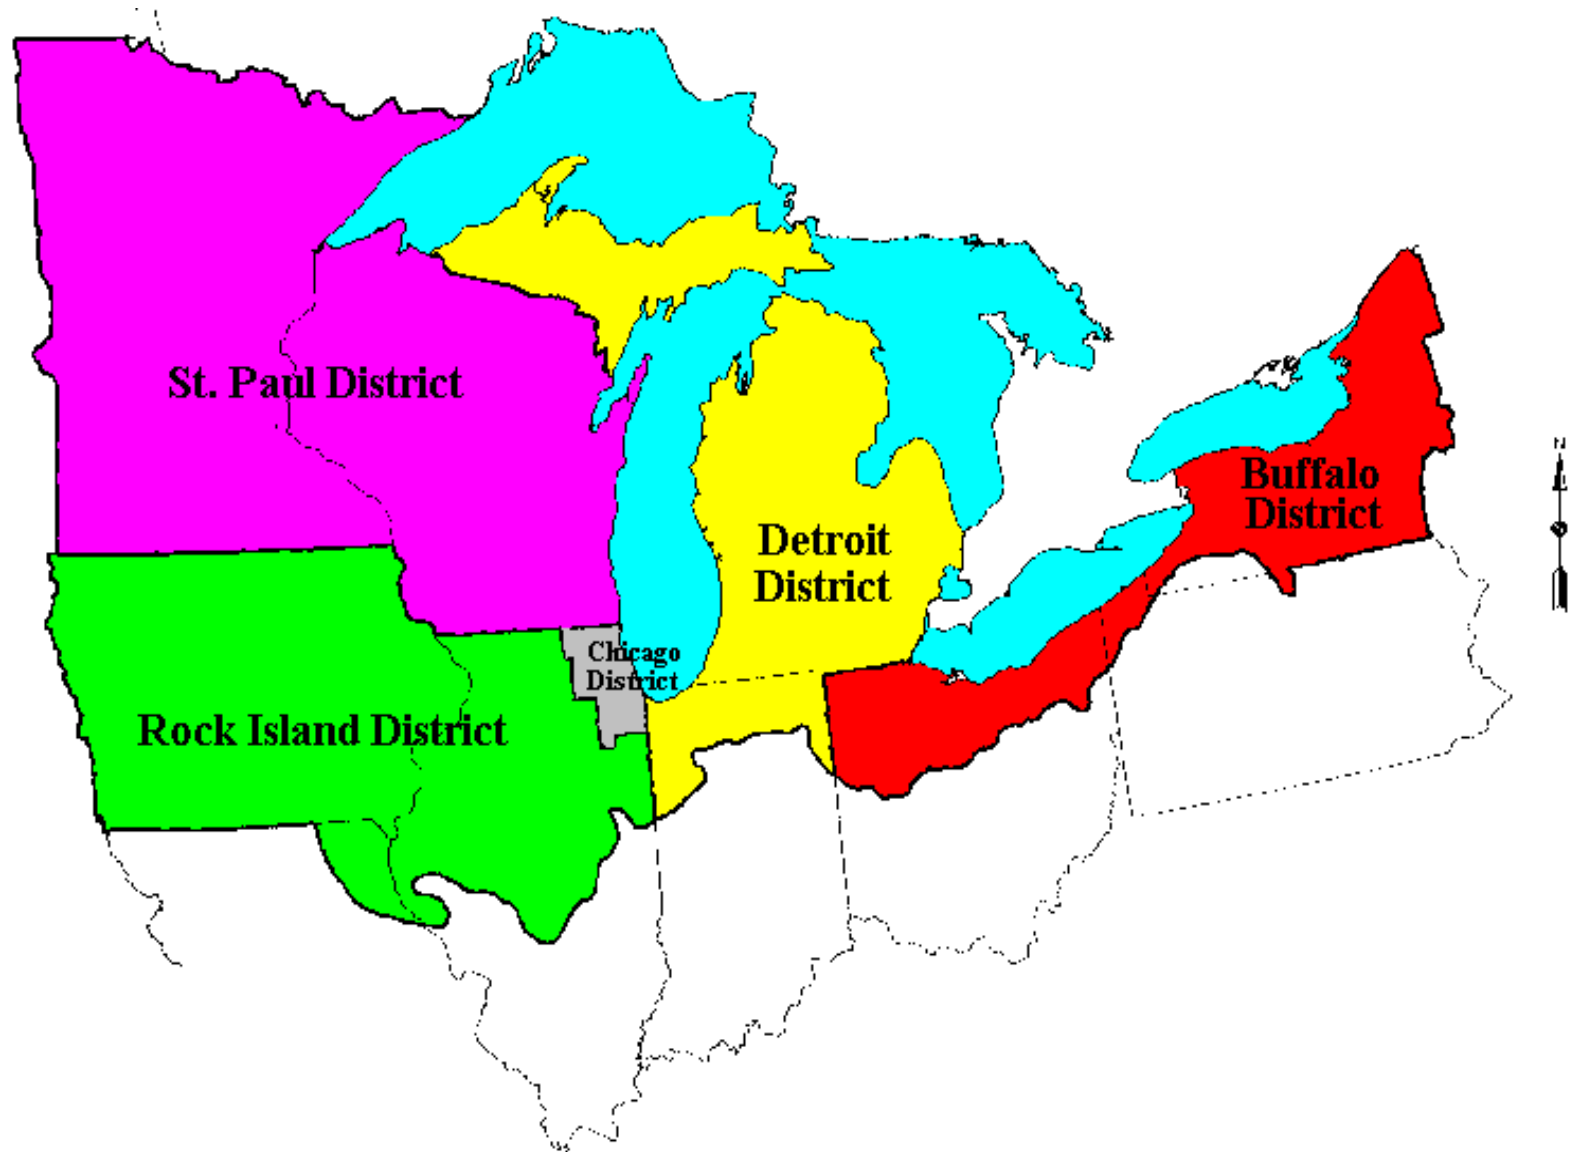 St. Paul District
N
Buffalo
District
Detroit
District
Chicago
District
Rock Island District